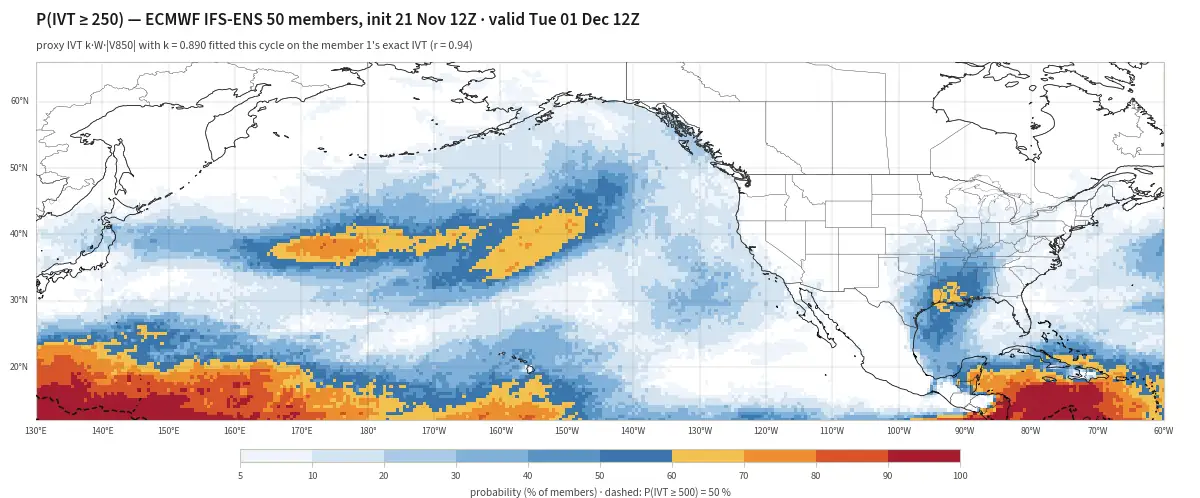 P(IVT ≥ 250) — ECMWF IFS-ENS 50 members, init 21 Nov 12Z · valid Tue 01 Dec 12Z
proxy IVT k·W·|V850| with k = 0.890 fitted this cycle on the member 1's exact IVT (r = 0.94)
60°N
50°N
40°N
30°N
20°N
130°E 140°E 150°E 160°E 170°E 180° 170°W 160°W 150°W 140°W 130°W 120°W 110°W 100°W 90°W 80°W 70°W 60°W
5 10 20 30 40 50 60 70 80 90 100
probability (% of members) · dashed: P(IVT ≥ 500) = 50 %